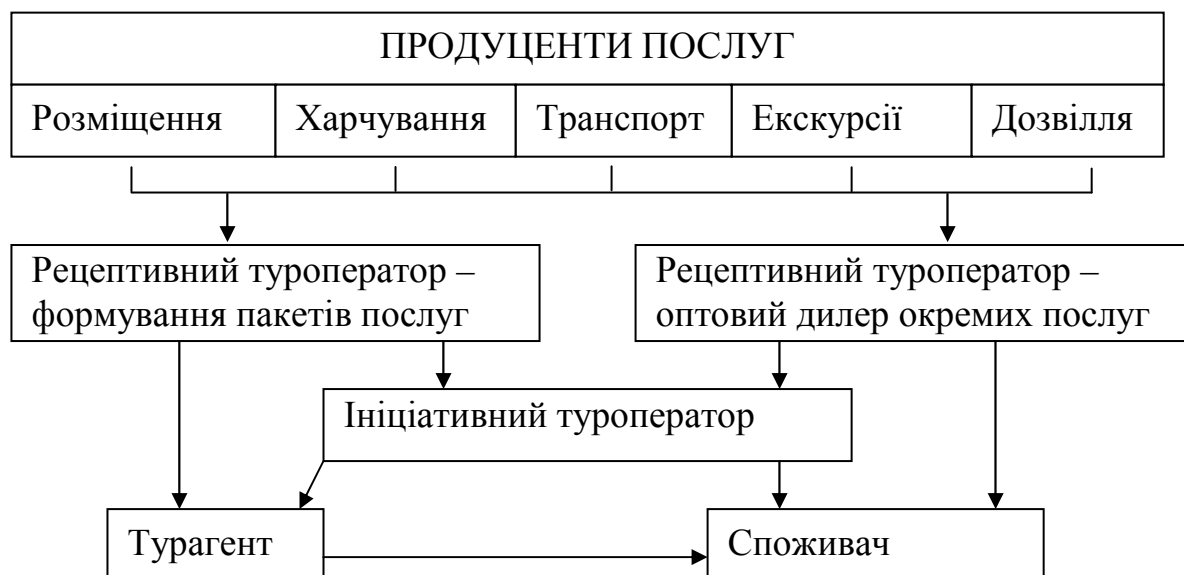 ПРОДУЦЕНТИ ПОСЛУГ
Розміщення Харчування Транспорт Екскурсії Дозвілля
Рецептивний туроператор –
формування пакетів послуг
Рецептивний туроператор –
оптовий дилер окремих послуг
Ініціативний туроператор
Турагент
Споживач